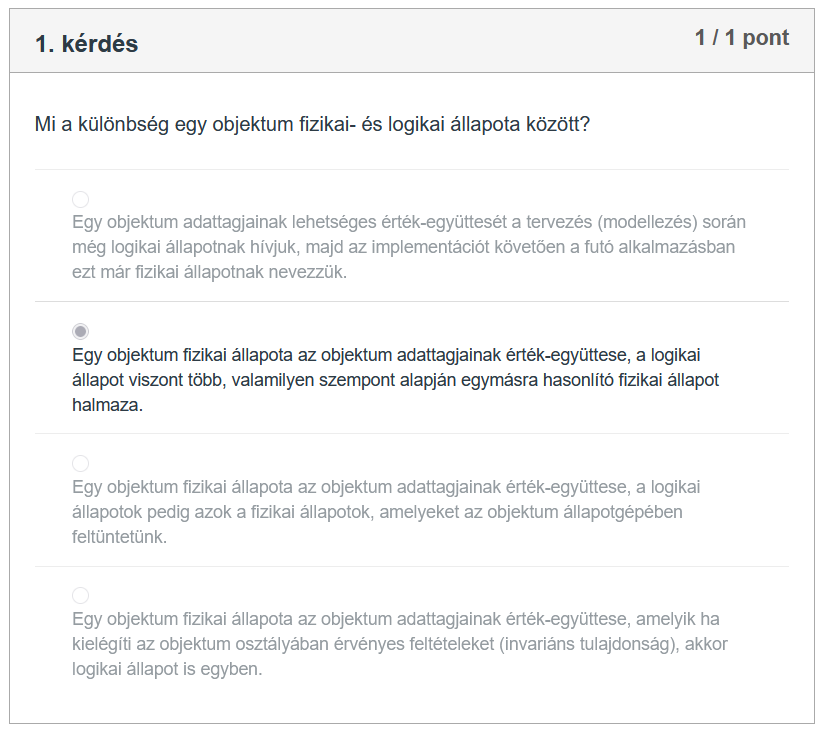 1. kérdés
1 / 1 pont
Mi a különbség egy objektum fizikai- és logikai állapota között?
Egy objektum adattagjainak lehetséges érték-együttesét a tervezés (modellezés) során
még logikai állapotnak hívjuk, majd az implementációt követően a futó alkalmazásban
ezt már fizikai állapotnak nevezzük.
Egy objektum fizikai állapota az objektum adattagjainak érték-együttese, a logikai
állapot viszont több, valamilyen szempont alapján egymásra hasonlító fizikai állapot
halmaza.
Egy objektum fizikai állapota az objektum adattagjainak érték-együttese, a logikai
állapotok pedig azok a fizikai állapotok, amelyeket az objektum állapotgépében
feltüntetünk.
Egy objektum fizikai állapota az objektum adattagjainak érték-együttese, amelyik ha
kielégíti az objektum osztályában érvényes feltételeket (invariáns tulajdonság), akkor
logikai állapot is egyben.